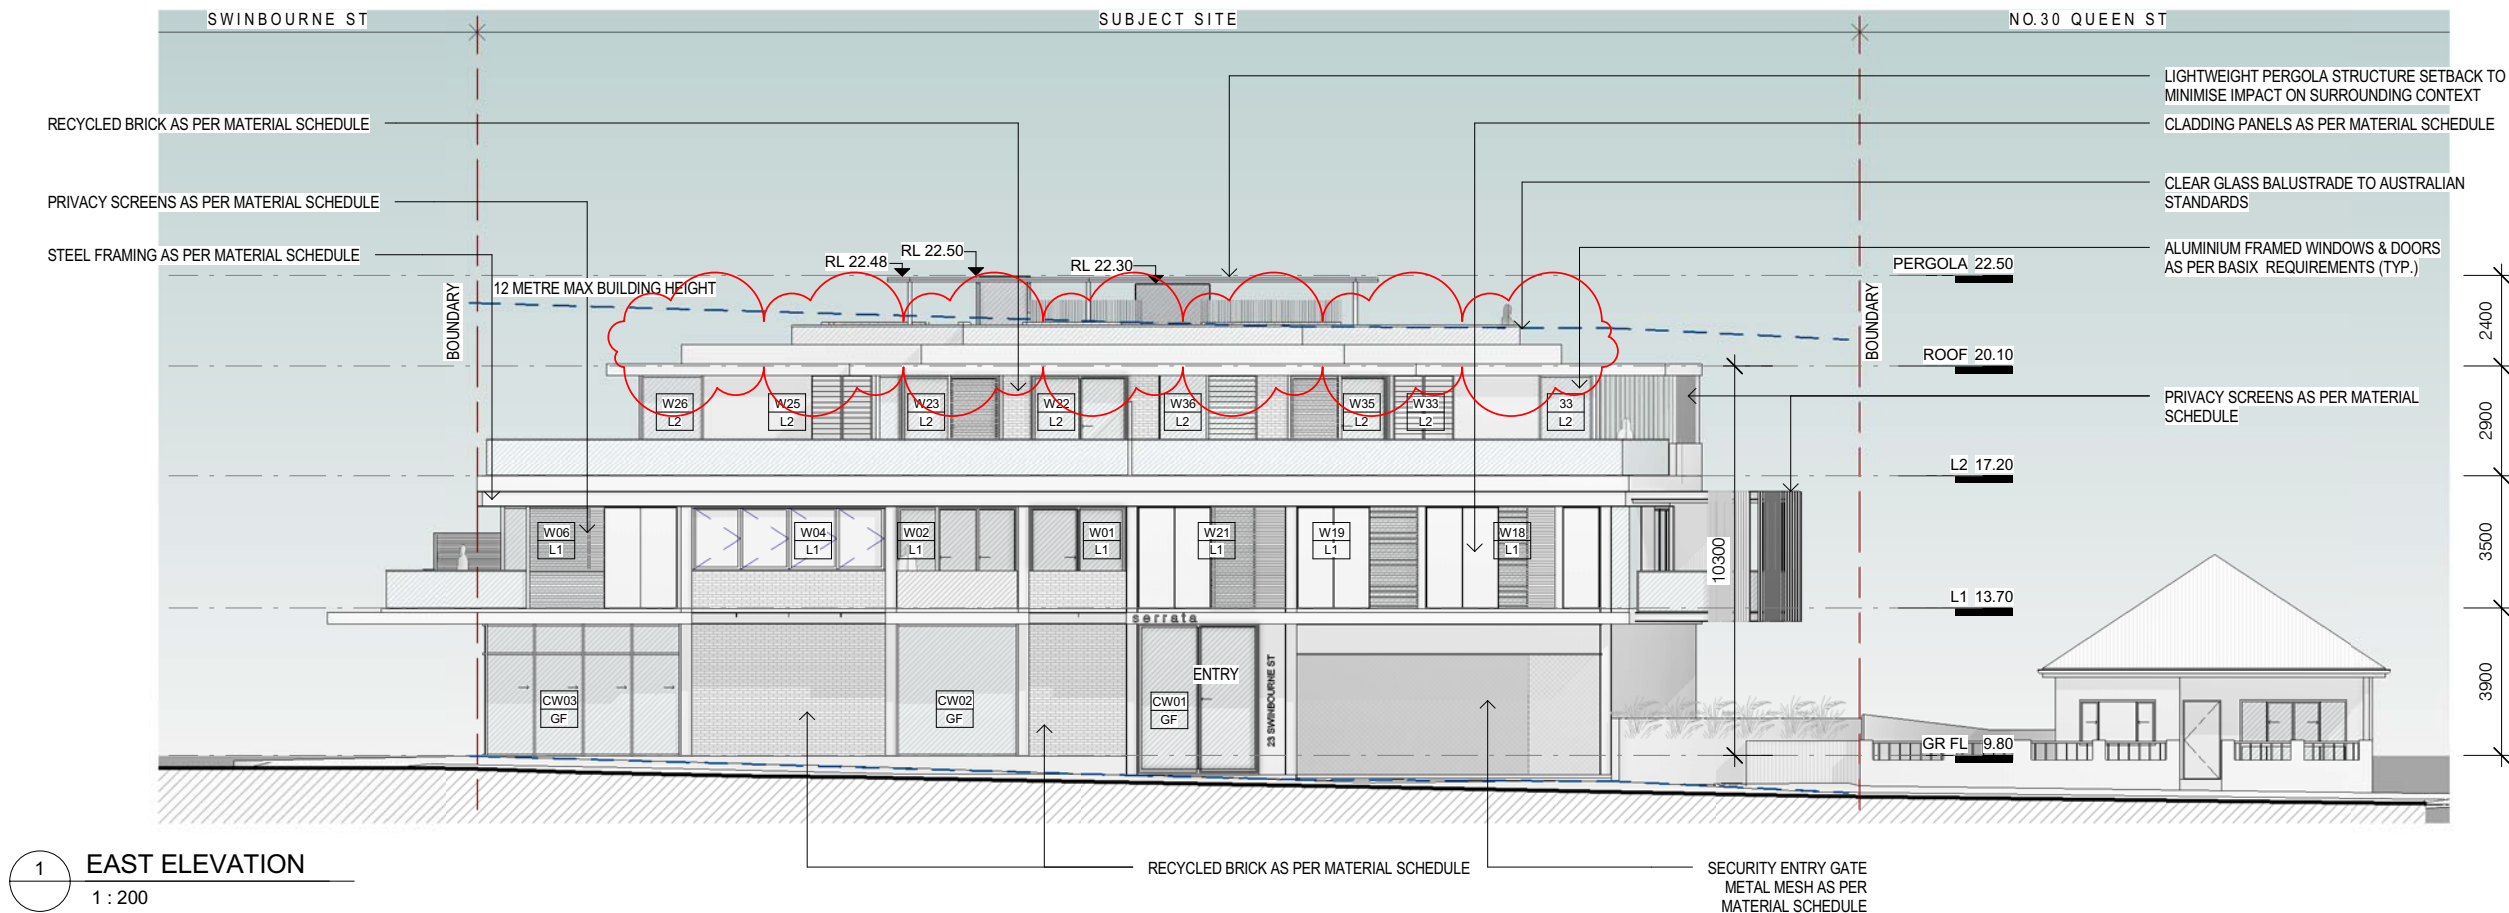 SWINBOURNE ST
SUBJECT SITE
NO.30 QUEEN ST
LIGHTWEIGHT PERGOLA STRUCTURE SETBACK TO
MINIMISE IMPACT ON SURROUNDING CONTEXT
RECYCLED BRICK AS PER MATERIAL SCHEDULE
CLADDING PANELS AS PER MATERIAL SCHEDULE
PRIVACY SCREENS AS PER MATERIAL SCHEDULE
CLEAR GLASS BALUSTRADE TO AUSTRALIAN
STANDARDS
STEEL FRAMING AS PER MATERIAL SCHEDULE
RL 22.48
RL 22.50
RL 22.30
ALUMINIUM FRAMED WINDOWS & DOORS
AS PER BASIX REQUIREMENTS (TYP.)
PERGOLA 22.50
12 METRE MAX BUILDING HEIGHT
BOUNDARY
BOUNDARY
2400
ROOF 20.10
PRIVACY SCREENS AS PER MATERIAL
SCHEDULE
W26
L2
W25
L2
W23
L2
W22
L2
W36
L2
W35
L2
W33
L2
33
L2
2900
L2 17.20
W06
L1
W04
L1
W02
L1
W01
L1
W21
L1
W19
L1
W18
L1
10300
3500
L1 13.70
serrata
ENTRY
23 SWINBOURNE ST
CW03
GF
CW02
GF
CW01
GF
3900
GR FL 9.80
1
EAST ELEVATION
1 : 200
RECYCLED BRICK AS PER MATERIAL SCHEDULE
SECURITY ENTRY GATE
METAL MESH AS PER
MATERIAL SCHEDULE